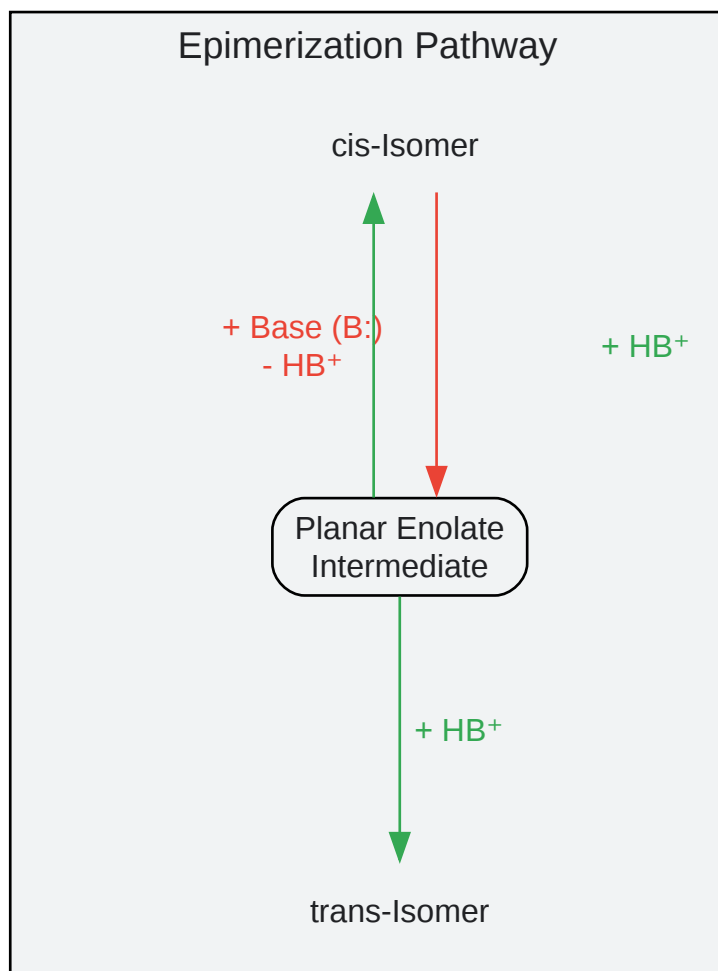 Epimerization Pathway
cis-Isomer
+ Base (B:)
- HB⁺
+ HB⁺
Planar Enolate
Intermediate
+ HB⁺
trans-Isomer